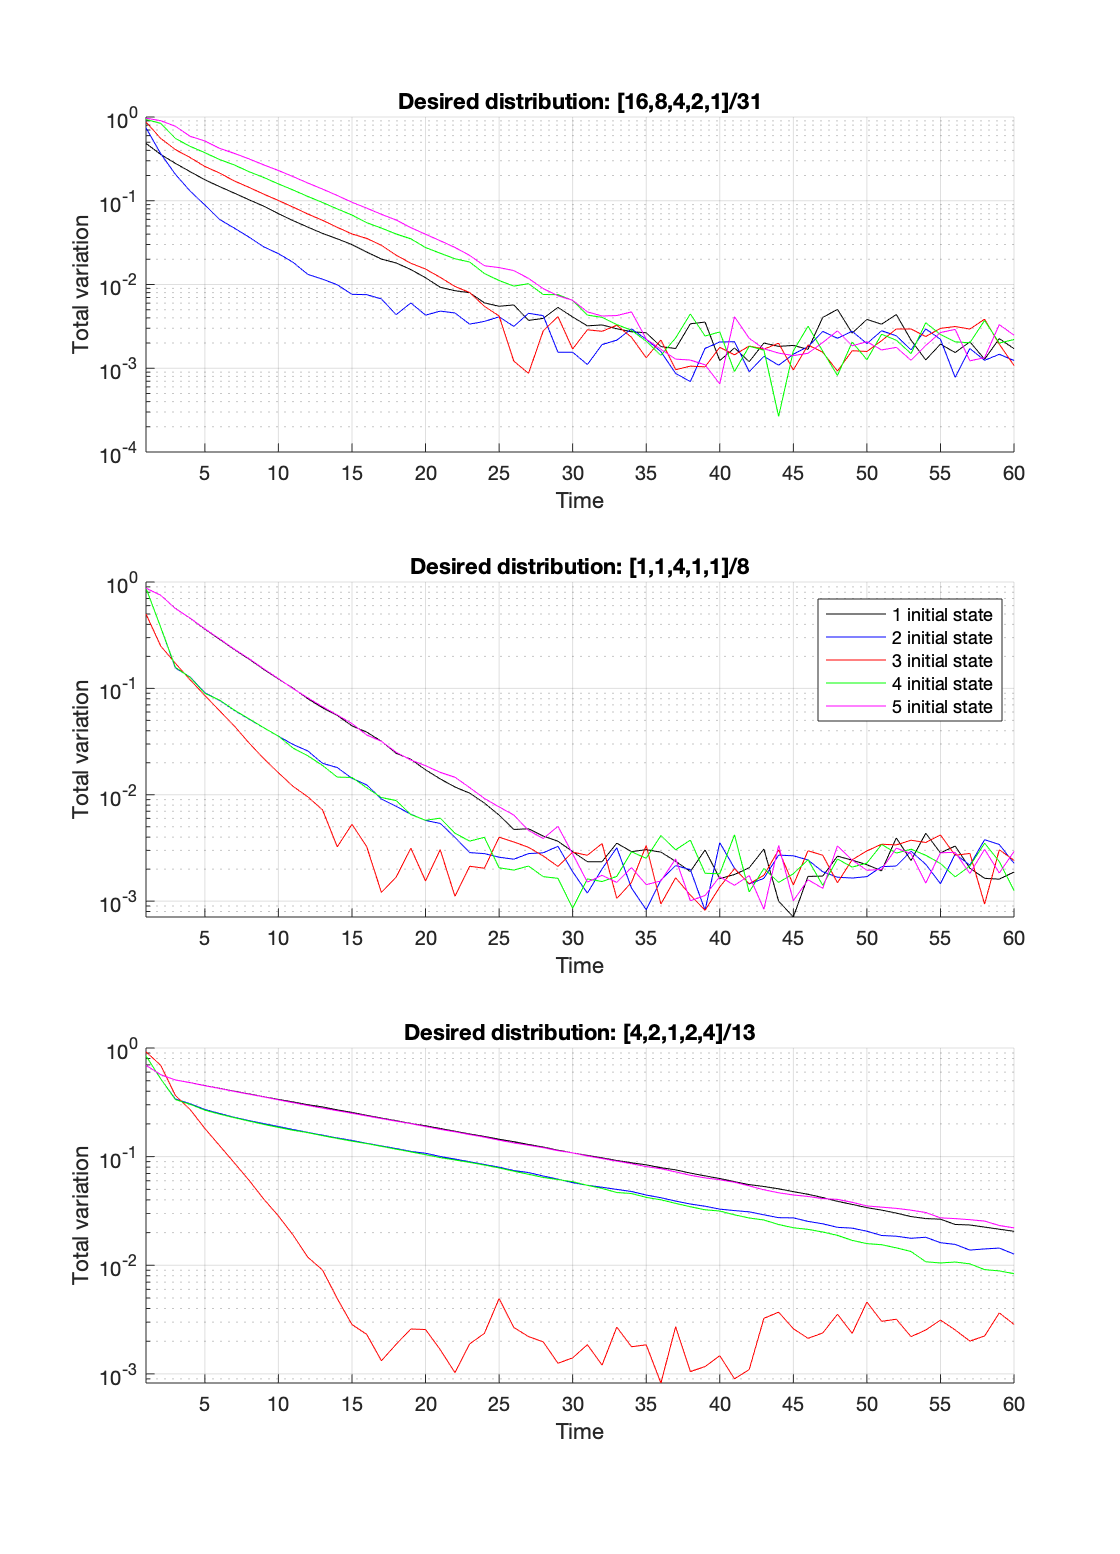 Desired distribution: [16,8,4,2,1]/31
Total variation
10^0
10^-1
10^-2
10^-3
10^-4
5 10 15 20 25 30 35 40 45 50 55 60
Time
Desired distribution: [1,1,4,1,1]/8
Total variation
10^0
10^-1
10^-2
10^-3
1 initial state
2 initial state
3 initial state
4 initial state
5 initial state
5 10 15 20 25 30 35 40 45 50 55 60
Time
Desired distribution: [4,2,1,2,4]/13
Total variation
10^0
10^-1
10^-2
10^-3
5 10 15 20 25 30 35 40 45 50 55 60
Time